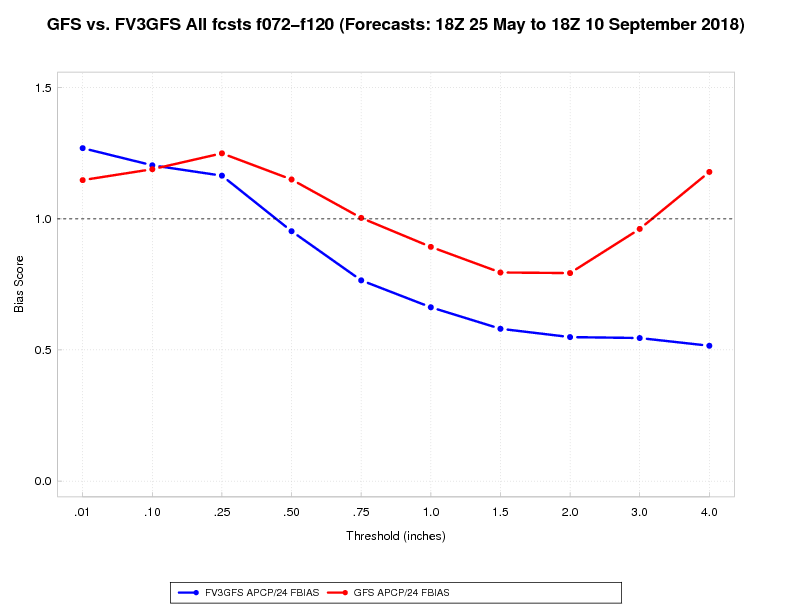 GFS vs. FV3GFS All fcsts f072−f120 (Forecasts: 18Z 25 May to 18Z 10 September 2018)
1.5
1.0
0.5
0.0
Bias Score
.01 .10 .25 .50 .75 1.0 1.5 2.0 3.0 4.0
Threshold (inches)
FV3GFS APCP/24 FBIAS GFS APCP/24 FBIAS